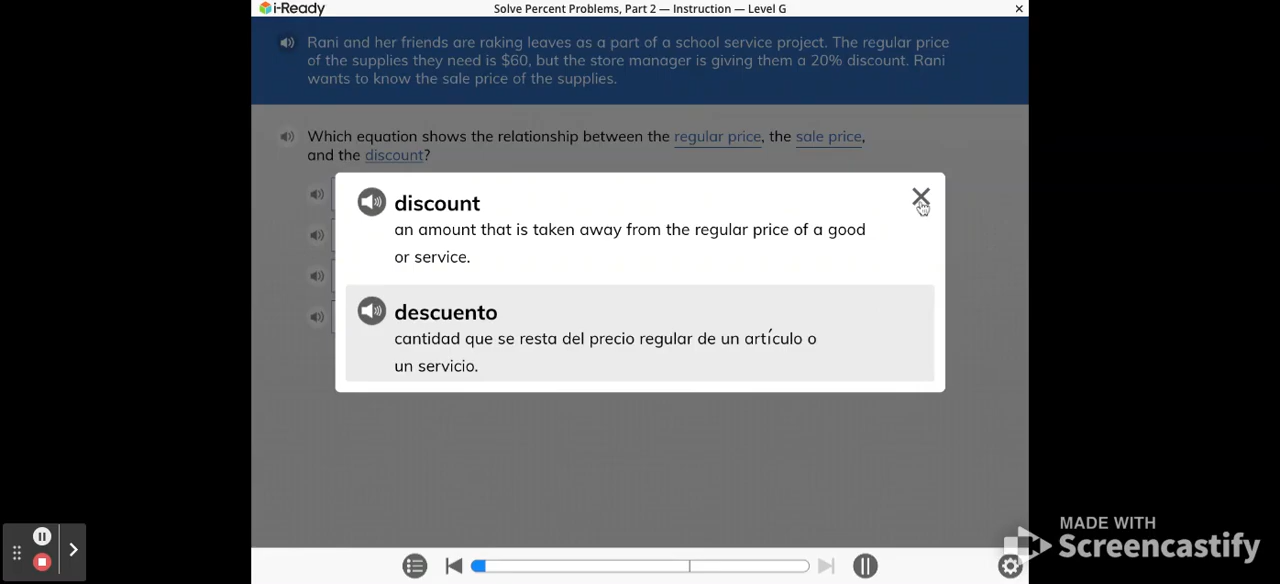 i-Ready
Solve Percent Problems, Part 2 — Instruction — Level G
Rani and her friends are raking leaves as a part of a school service project. The regular price
of the supplies they need is $60, but the store manager is giving them a 20% discount. Rani
wants to know the sale price of the supplies.
Which equation shows the relationship between the regular price, the sale price,
and the discount?
discount
an amount that is taken away from the regular price of a good
or service.
descuento
cantidad que se resta del precio regular de un artículo o
un servicio.
MADE WITH
Screencastify